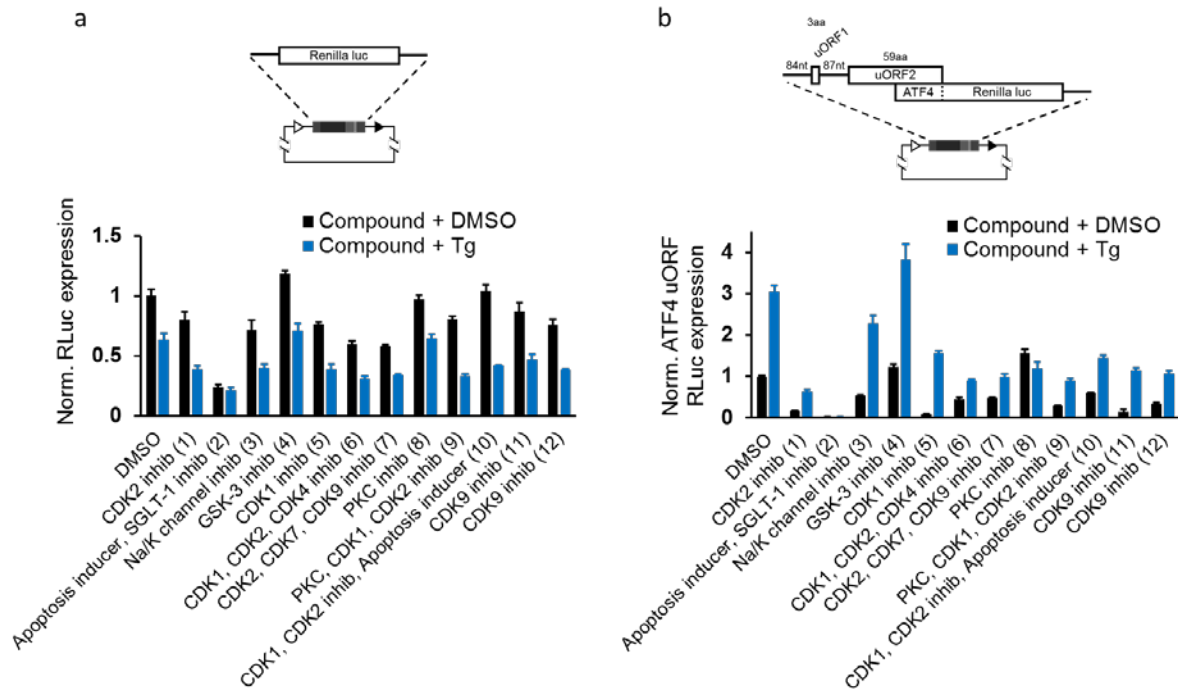 a
Renilla luc
Compound + DMSO
Compound + Tg
Norm. RLuc expression
1.5
1
0.5
0
DMSO
CDK2 inhib (1)
Apoptosis inducer, SGLT-1 inhib (2)
Na/K channel inhib (3)
GSK-3 inhib (4)
CDK1 inhib (5)
CDK1, CDK2, CDK4 inhib (6)
CDK2, CDK7, CDK9 inhib (7)
PKC inhib (8)
PKC, CDK1, CDK2 inhib (9)
CDK1, CDK2 inhib, Apoptosis inducer (10)
CDK9 inhib (11)
CDK9 inhib (12)
b
3aa
uORF1
84nt
87nt
59aa
uORF2
ATF4
Renilla luc
Compound + DMSO
Compound + Tg
Norm. ATF4 uORF
RLuc expression
4
3
2
1
0
DMSO
CDK2 inhib (1)
Apoptosis inducer, SGLT-1 inhib (2)
Na/K channel inhib (3)
GSK-3 inhib (4)
CDK1 inhib (5)
CDK1, CDK2, CDK4 inhib (6)
CDK2, CDK7, CDK9 inhib (7)
PKC inhib (8)
PKC, CDK1, CDK2 inhib (9)
CDK1, CDK2 inhib, Apoptosis inducer (10)
CDK9 inhib (11)
CDK9 inhib (12)